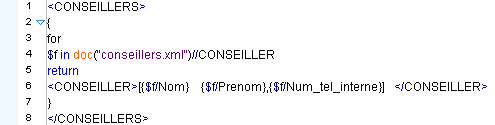 1 <CONSEILLERS>
2 {
3 for
4 $f in doc("conseillers.xml")//CONSEILLER
5 return
6 <CONSEILLER>[{$f/Nom} {$f/Prenom},{$f/Num_tel_interne}] </CONSEILLER>
7 }
8 </CONSEILLERS>